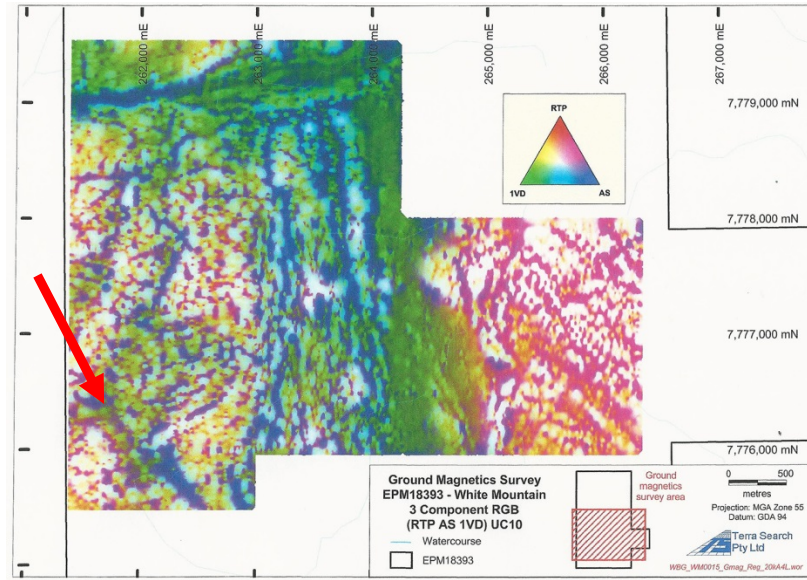 262,000 mE
263,000 mE
265,000 mE
266,000 mE
267,000 mE
7,779,000 mN
7,778,000 mN
7,777,000 mN
7,776,000 mN
RTP
1VD
AS
Ground Magnetics Survey
EPM18393 - White Mountain
3 Component RGB
(RTP AS 1VD) UC10
Watercourse
EPM18393
Ground
magnetics
survey area
0 500
metres
Projection: MGA Zone 55
Datum: GDA 94
Terra Search
Pty Ltd
WBG_WM0015_Gmag_Reg_20kA4L.wor